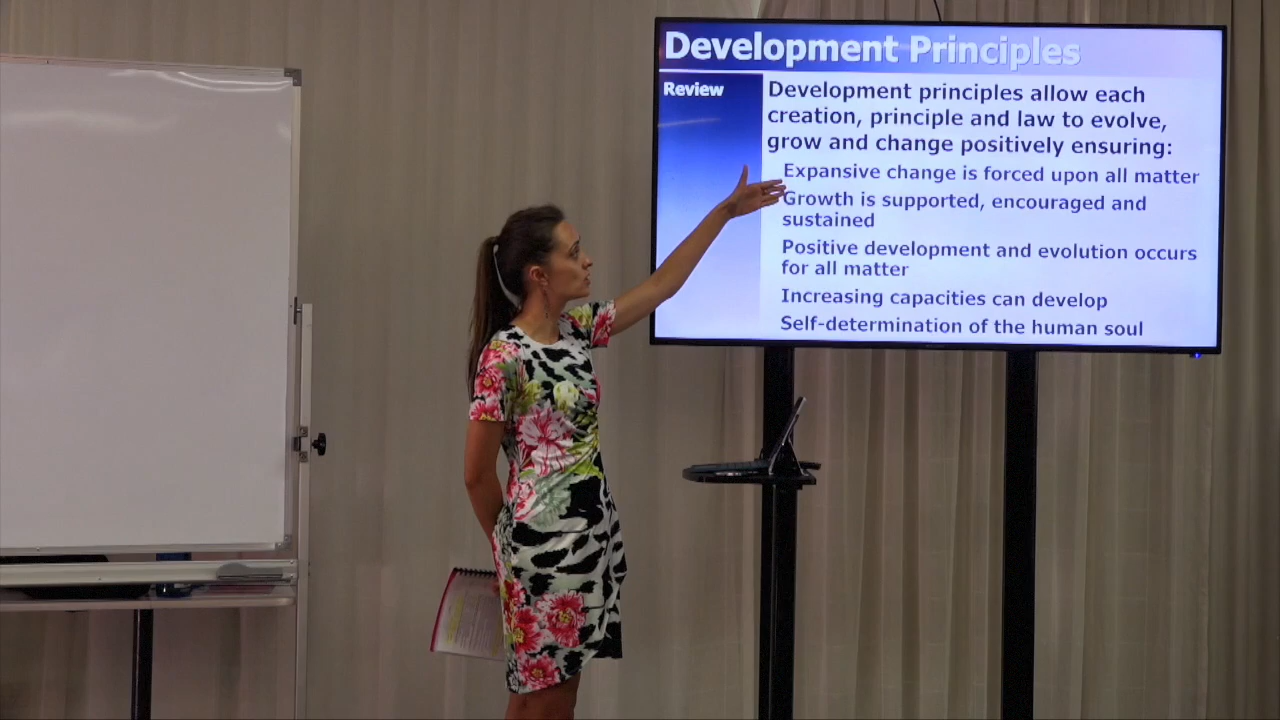 Development Principles
Review
Development principles allow each
creation, principle and law to evolve,
grow and change positively ensuring:
Expansive change is forced upon all matter
Growth is supported, encouraged and
sustained
Positive development and evolution occurs
for all matter
Increasing capacities can develop
Self-determination of the human soul